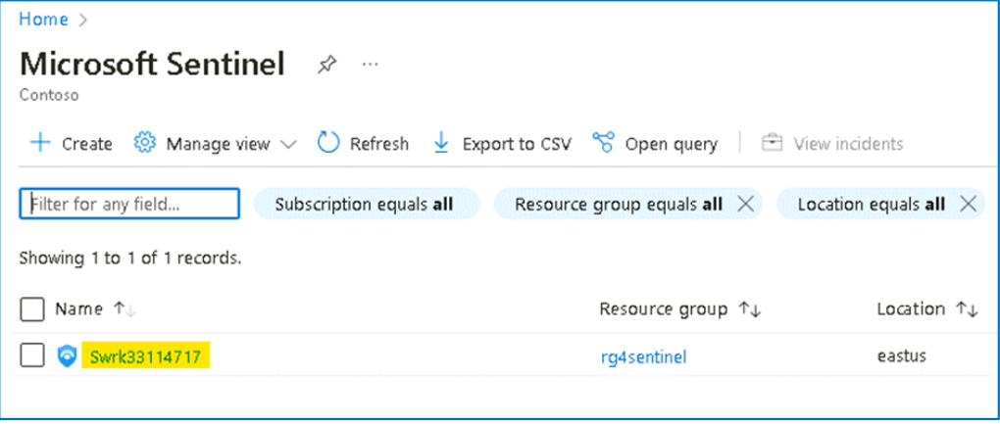 Home >
Microsoft Sentinel ...
Contoso
+ Create Manage view Refresh Export to CSV Open query View incidents
Filter for any field... Subscription equals all Resource group equals all Location equals all
Showing 1 to 1 of 1 records.
Name ↑↓ Resource group ↑↓ Location ↑↓
Swrk33114717 rg4sentinel eastus